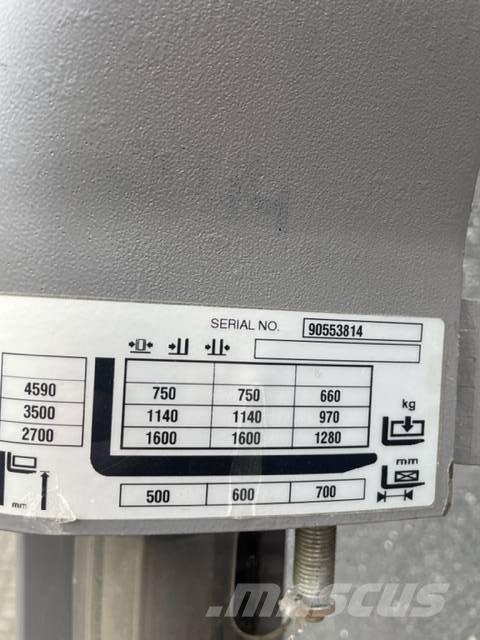 SERIAL NO. 90553814
4590 750 750 660
3500 1140 1140 970
2700 1600 1600 1280
kg
mm
mm
500 600 700
mascus